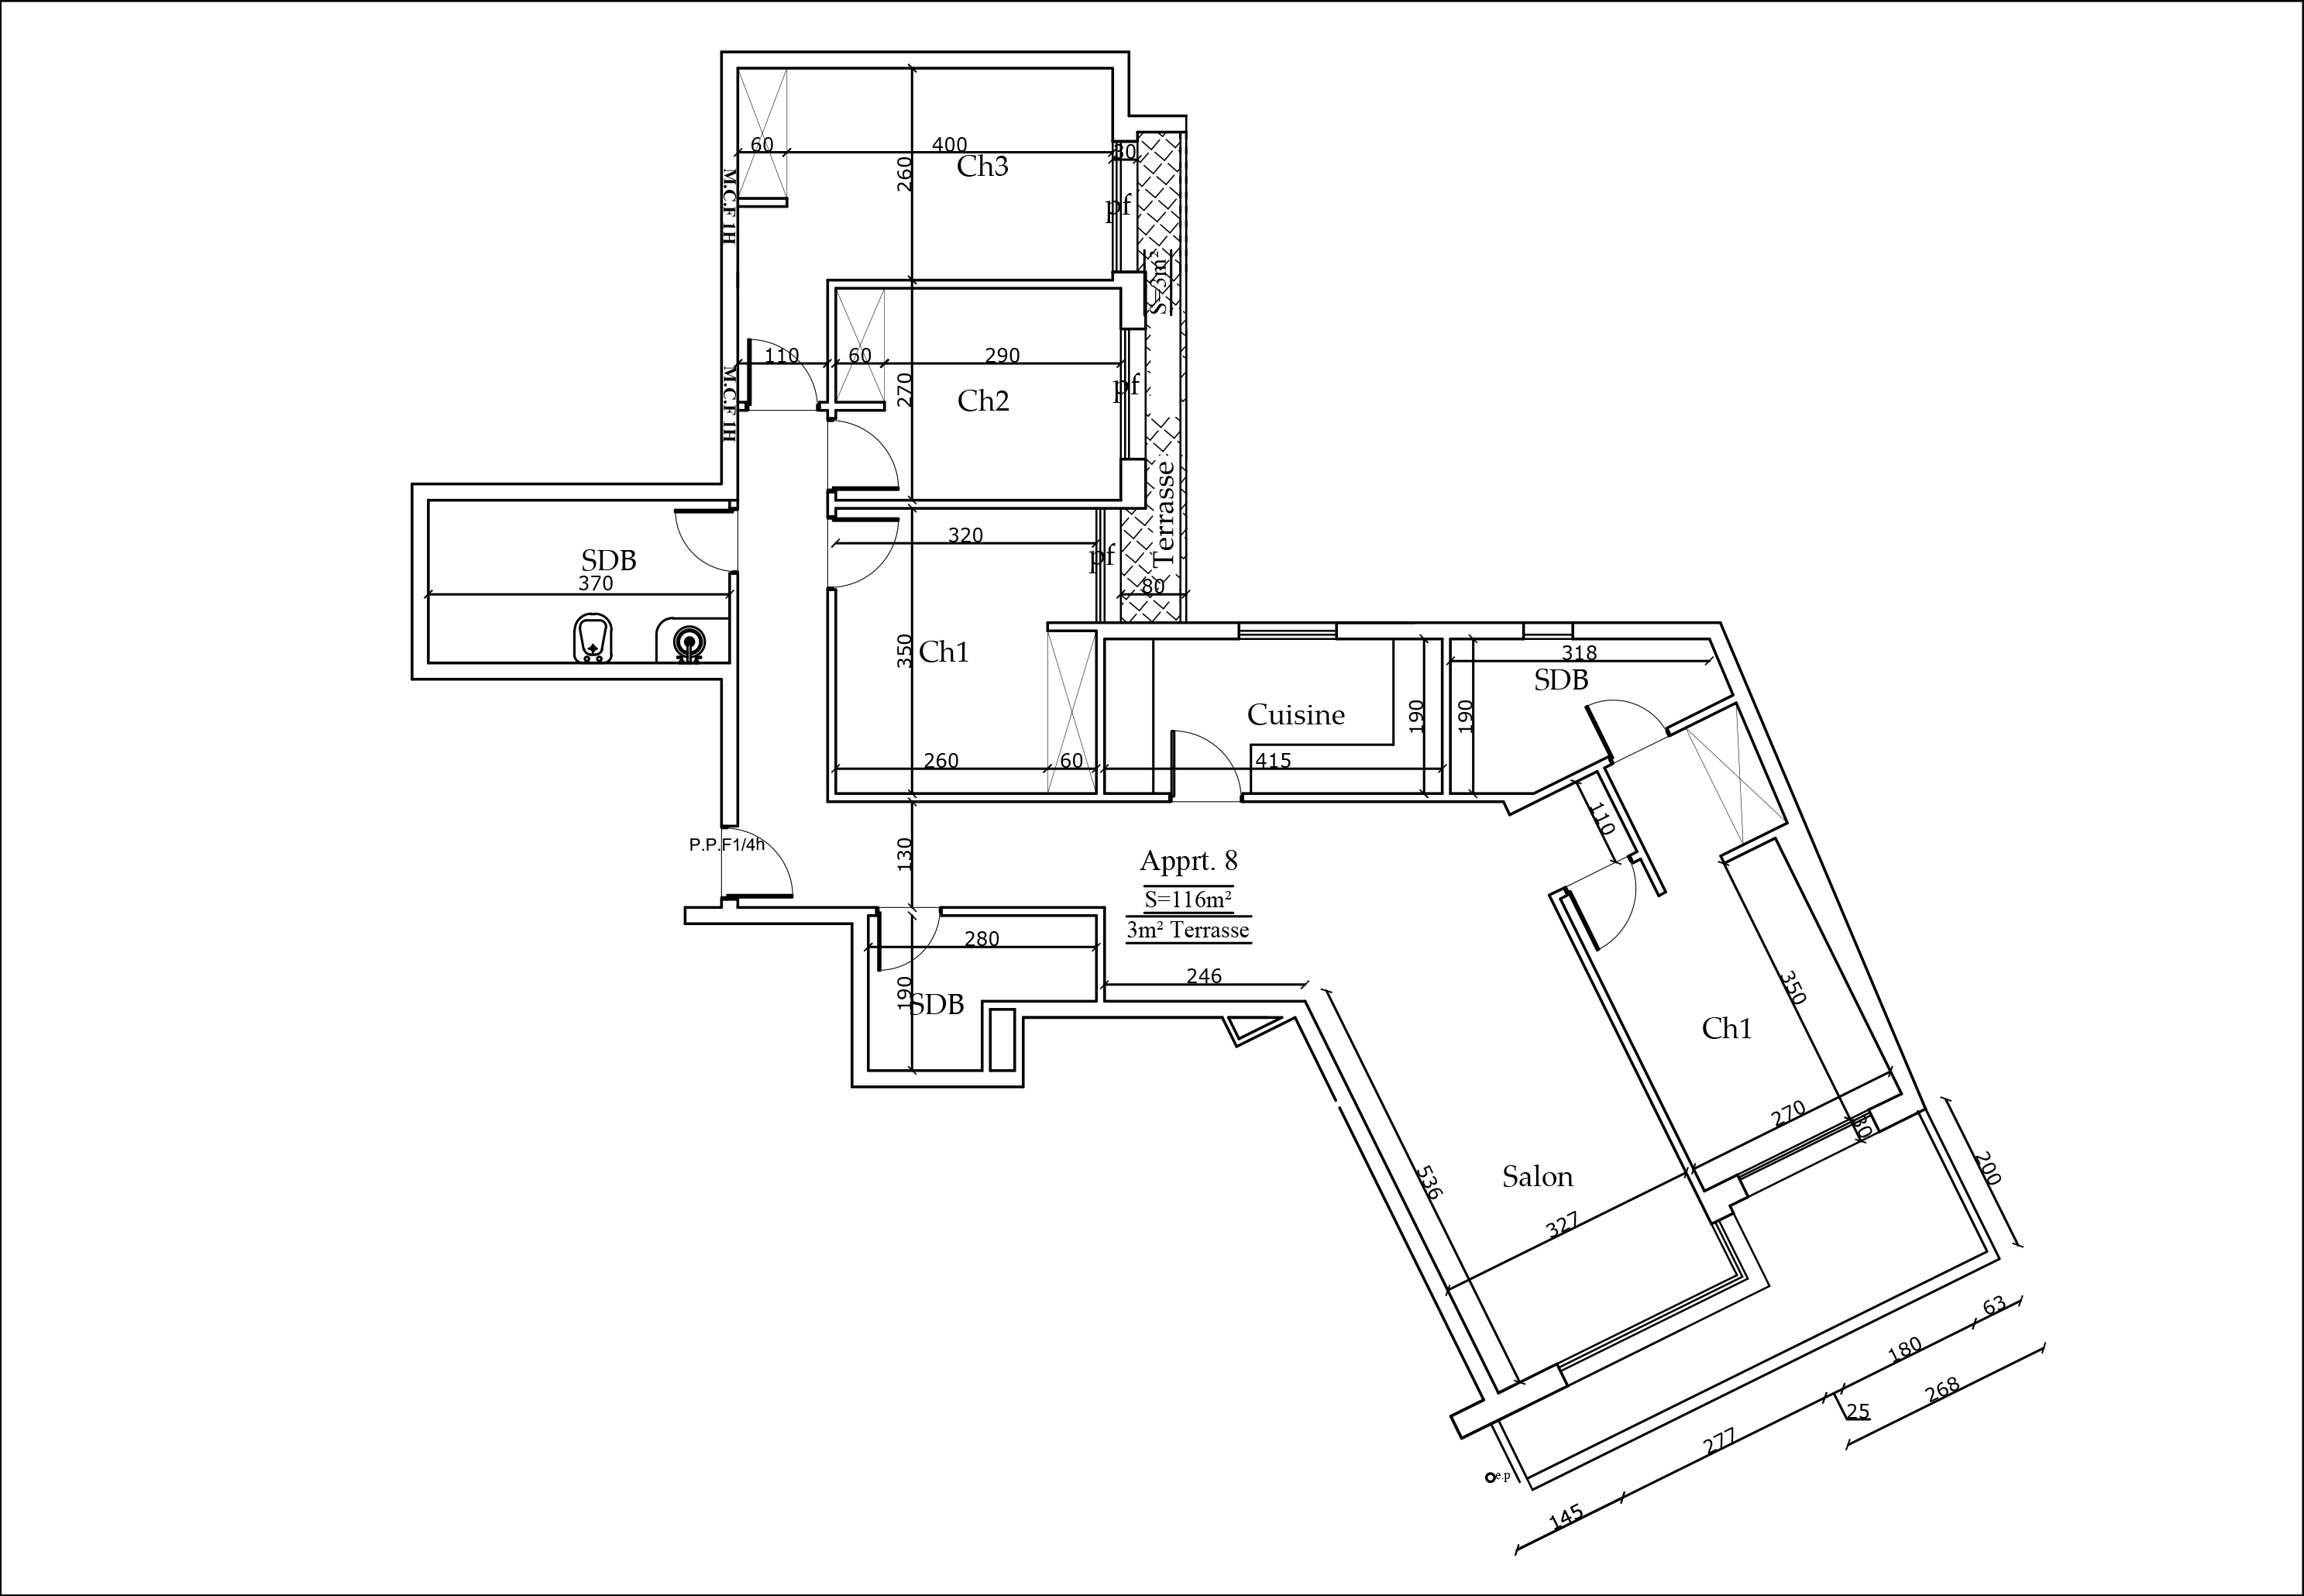 60
400
30
Ch3
260
pf
M.C.F 1H
S=3m²
110
60
290
270
Ch2
pf
M.C.F 1H
Terrasse
320
pf
SDB
370
80
Ch1
350
318
SDB
190
190
Cuisine
260
60
415
110
P.P.F1/4h
130
Apprt. 8
S=116m²
3m² Terrasse
280
246
190
SDB
350
Ch1
270
30
536
Salon
327
200
63
180
268
25
277
e.p
145